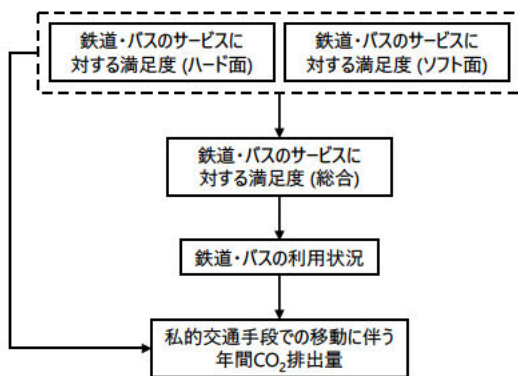 鉄道・バスのサービスに
対する満足度 (ハード面)
鉄道・バスのサービスに
対する満足度 (ソフト面)
鉄道・バスのサービスに
対する満足度 (総合)
鉄道・バスの利用状況
私的交通手段での移動に伴う
年間CO₂排出量